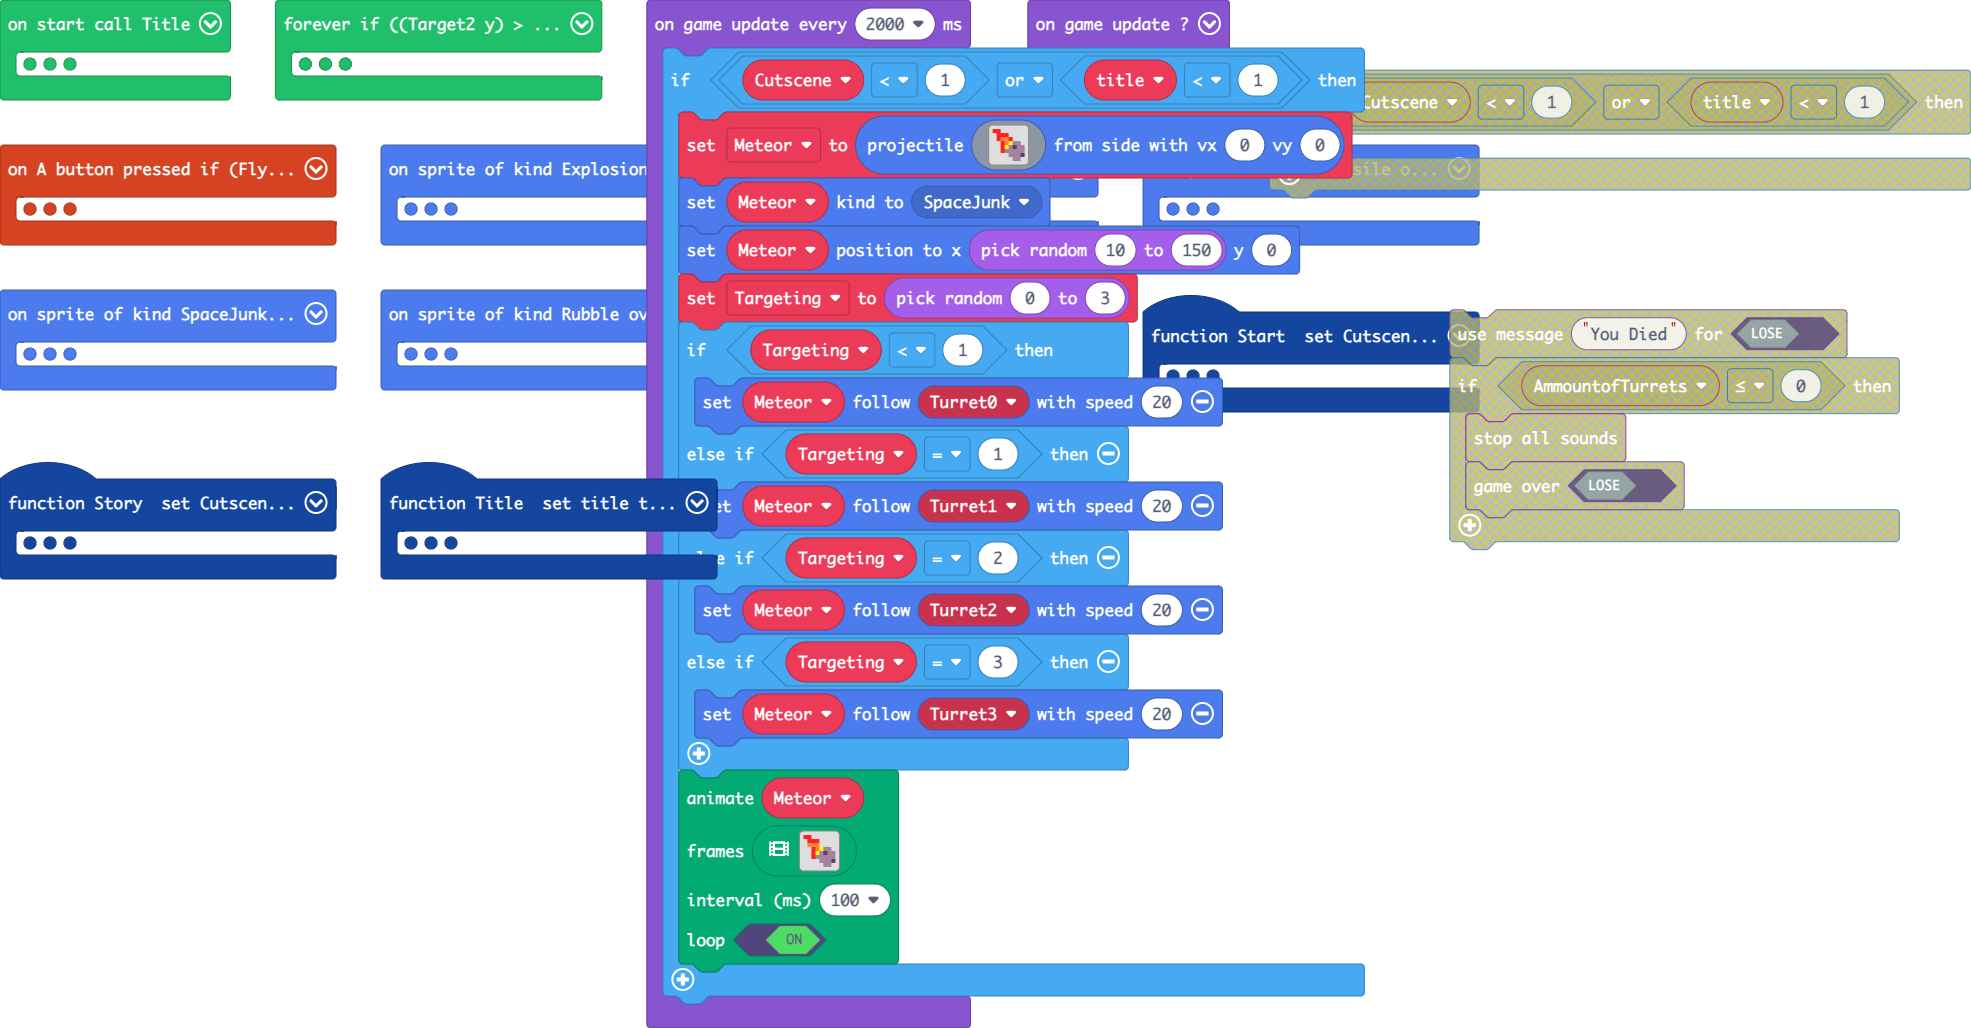 on start call Title
forever if ((Target2 y) > ...
on game update every 2000 ms
on game update ?
if Cutscene < 1 or title < 1 then
Cutscene < 1 or title < 1 then
set Meteor to projectile from side with vx 0 vy 0
on A button pressed if (Fly...
on sprite of kind Explosion
sile o...
set Meteor kind to SpaceJunk
set Meteor position to x pick random 10 to 150 y 0
set Targeting to pick random 0 to 3
on sprite of kind SpaceJunk...
on sprite of kind Rubble ov
function Start set Cutscen...
use message "You Died" for LOSE
if Targeting < 1 then
if AmmountofTurrets ≤ 0 then
set Meteor follow Turret0 with speed 20
stop all sounds
else if Targeting = 1 then
game over LOSE
function Story set Cutscen...
function Title set title t...
et Meteor follow Turret1 with speed 20
e if Targeting = 2 then
set Meteor follow Turret2 with speed 20
else if Targeting = 3 then
set Meteor follow Turret3 with speed 20
animate Meteor
frames
interval (ms) 100
loop ON